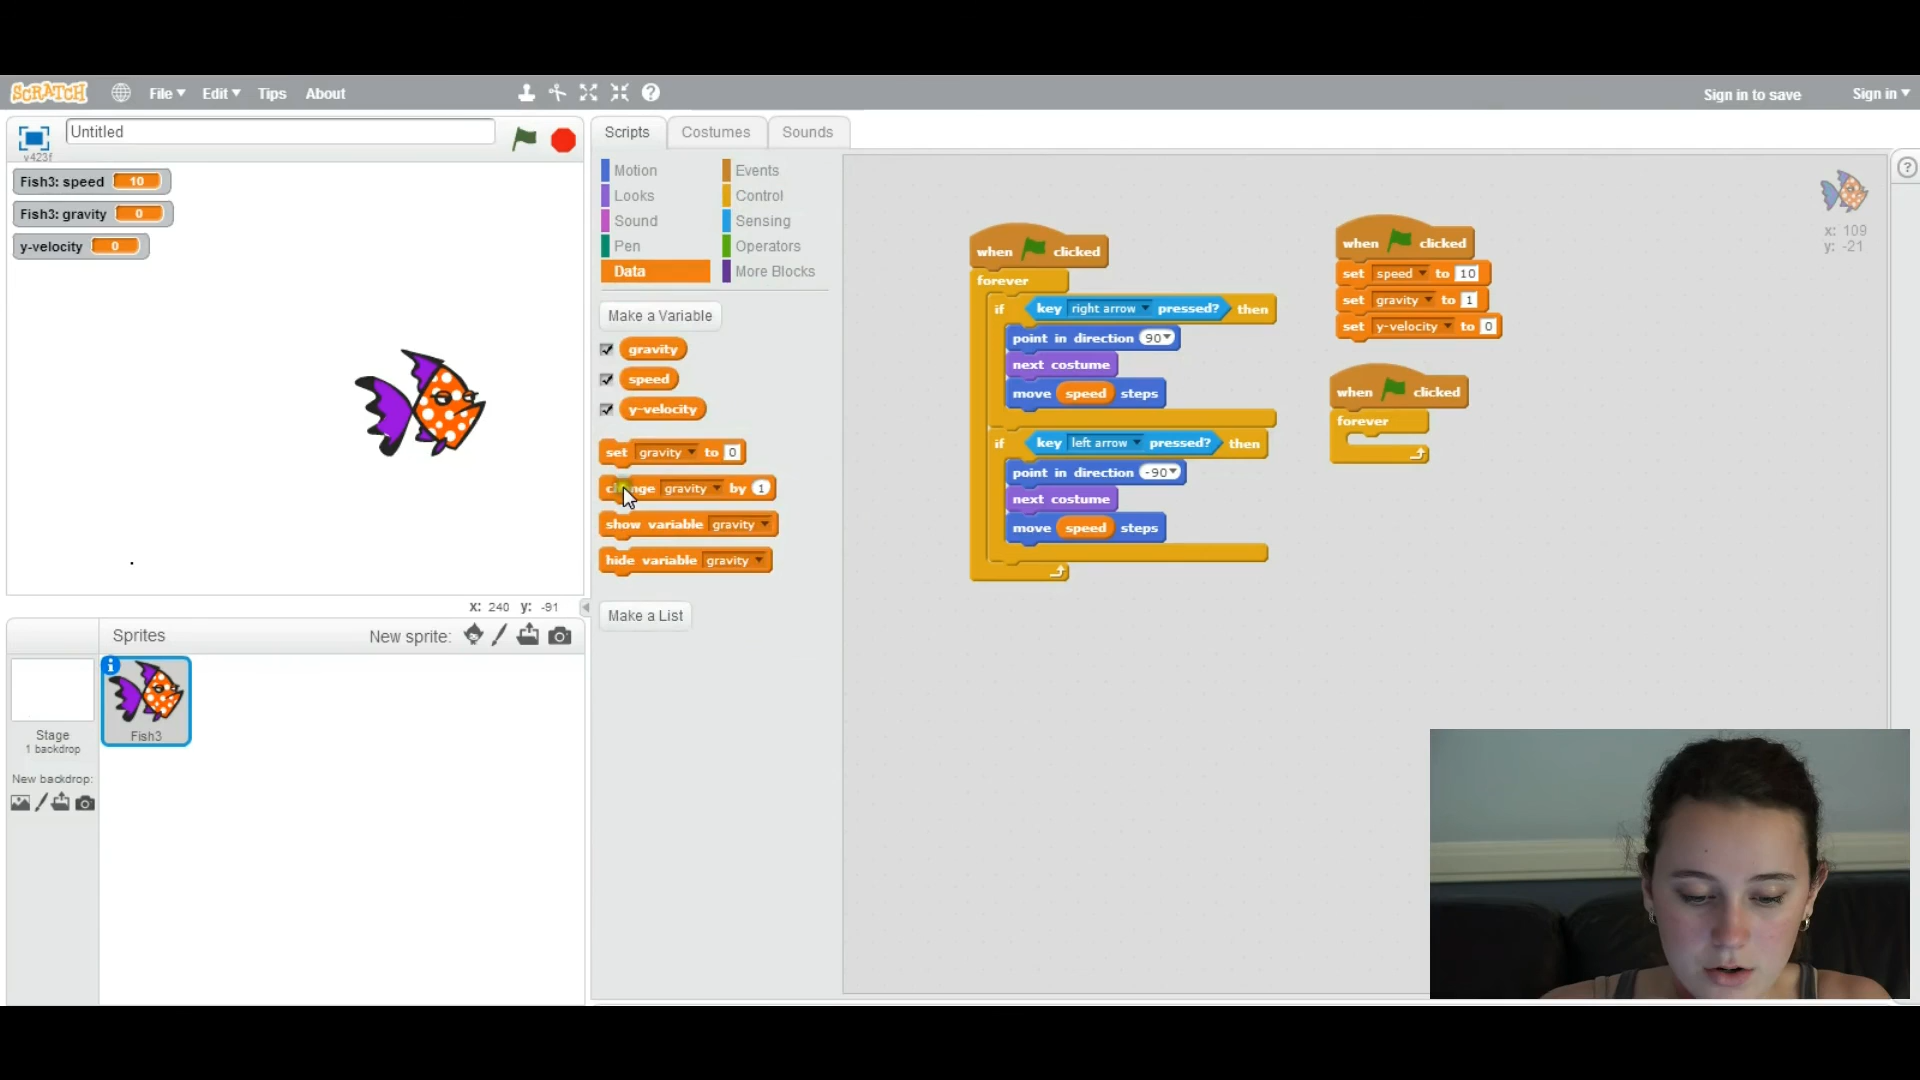 SCRATCH File Edit Tips About Sign in to save Sign in
Untitled
v423f
Scripts Costumes Sounds
Fish3: speed 10
Fish3: gravity 0
y-velocity 0
x: 240 y: -91
Sprites New sprite:
Fish3
Stage
1 backdrop
New backdrop:
Motion Events
Looks Control
Sound Sensing
Pen Operators
Data More Blocks
Make a Variable
gravity
speed
y-velocity
set gravity to 0
change gravity by 1
show variable gravity
hide variable gravity
Make a List
when clicked
forever
if key right arrow pressed? then
point in direction 90
next costume
move speed steps
if key left arrow pressed? then
point in direction -90
next costume
move speed steps
when clicked
set speed to 10
set gravity to 1
set y-velocity to 0
when clicked
forever
x: 109
y: -21